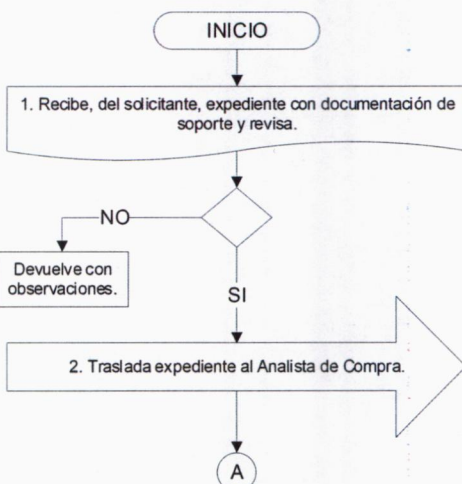 INICIO
1. Recibe, del solicitante, expediente con documentación de
soporte y revisa.
NO
Devuelve con
observaciones.
SI
2. Traslada expediente al Analista de Compra.
A